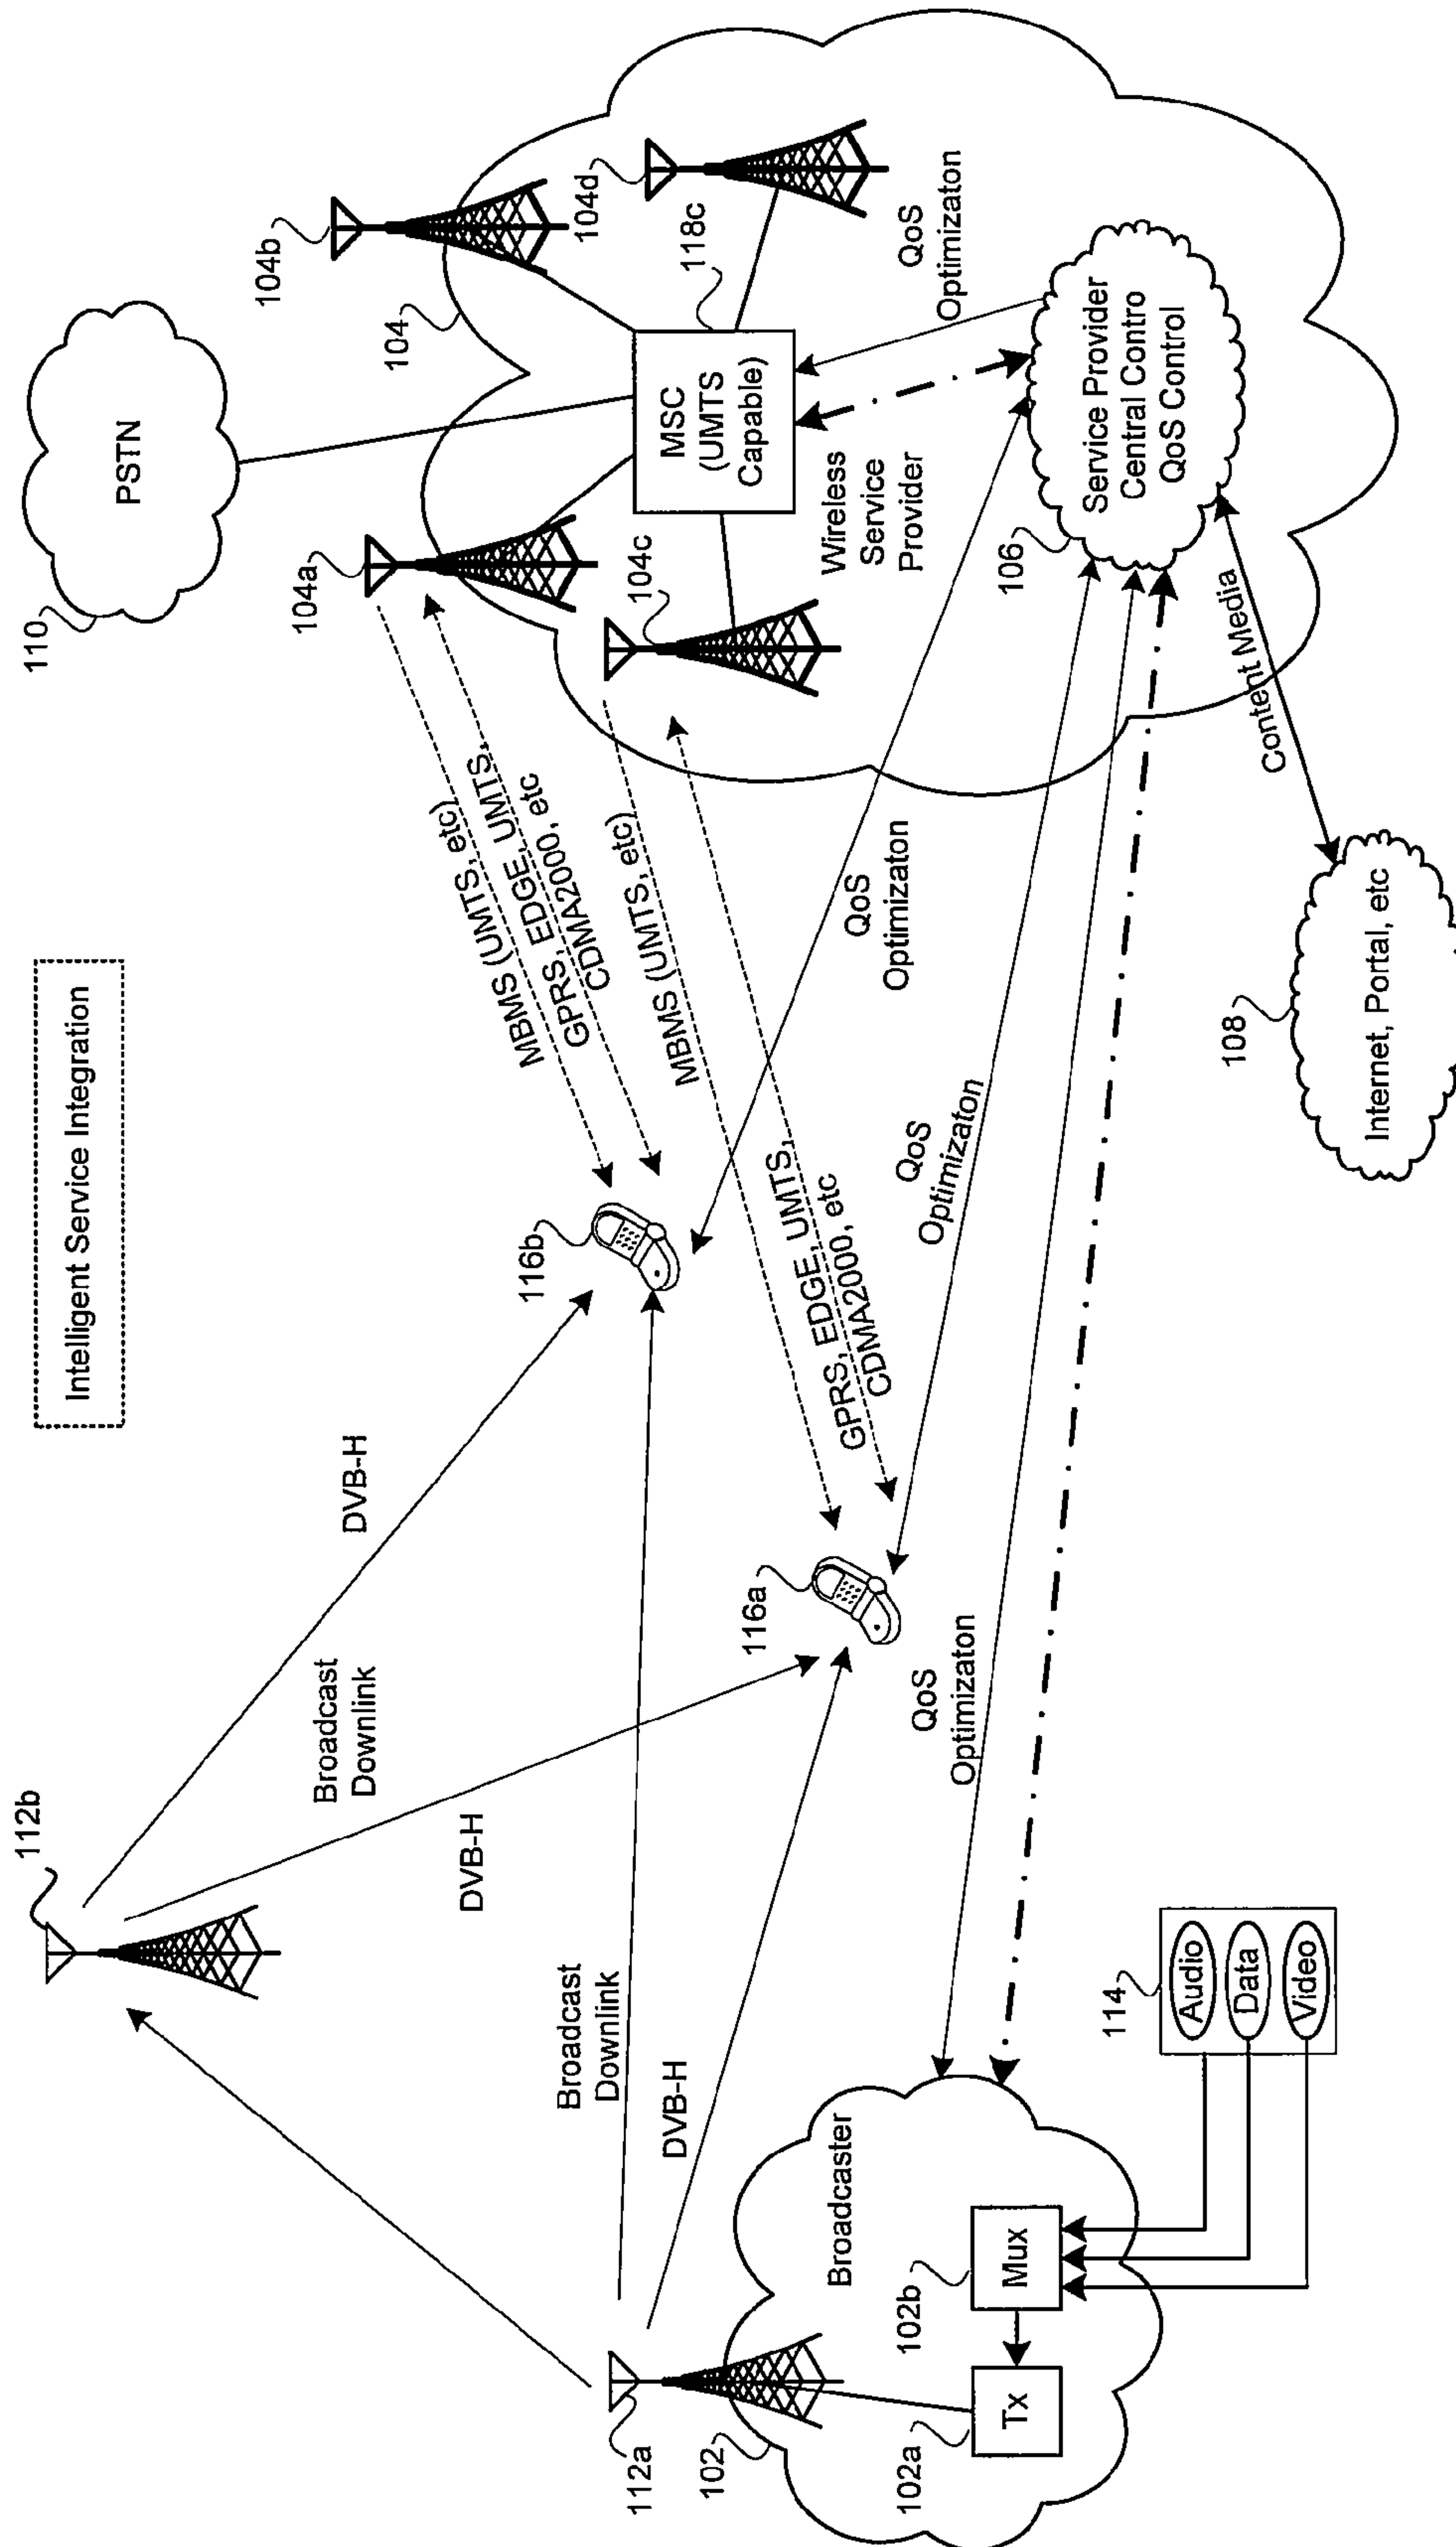 Intelligent Service Integration
112b
110
PSTN
DVB-H
Broadcast
Downlink
104b
104a
104
DVB-H
116b
MBMS (UMTS, etc)
GPRS, EDGE, UMTS,
CDMA2000, etc
104d
Broadcast
Downlink
MBMS (UMTS, etc)
104c
MSC
(UMTS
Capable)
118c
112a
DVB-H
116a
GPRS, EDGE, UMTS,
CDMA2000, etc
QoS
Optimizaton
Wireless
Service
Provider
QoS
Optimizaton
102
Broadcaster
QoS
Optimizaton
QoS
Optimizaton
106
Service Provider
Central Contro
QoS Control
102a
Tx
102b
Mux
114
Audio
Data
Video
Content Media
108
Internet, Portal, etc